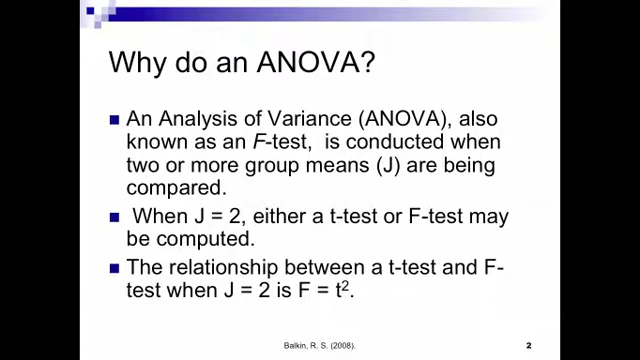 Why do an ANOVA?
An Analysis of Variance (ANOVA), also
known as an F-test, is conducted when
two or more group means (J) are being
compared.
When J = 2, either a t-test or F-test may
be computed.
The relationship between a t-test and F-
test when J = 2 is F = t².
Balkin, R. S. (2008).
2